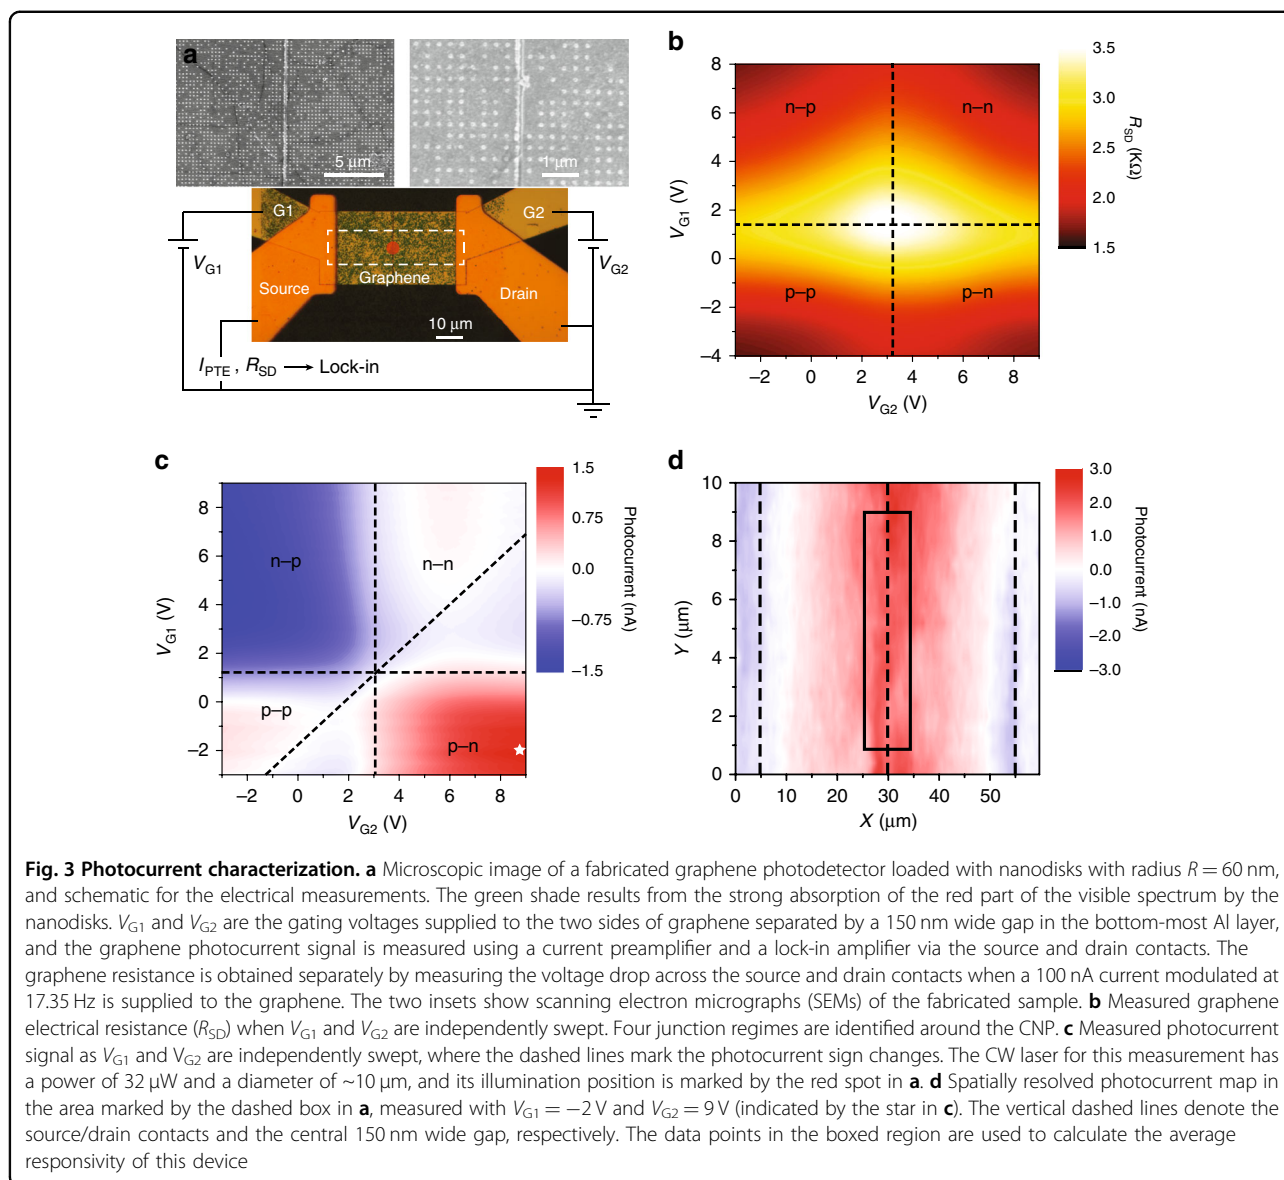 a
5 µm
1 µm
G1
G2
V_G1
V_G2
Graphene
Source
Drain
10 µm
I_PTE , R_SD → Lock-in
b
8
6
4
2
0
−2
−4
V_G1 (V)
n–p
n–n
p–p
p–n
−2
0
2
4
6
8
V_G2 (V)
3.5
3.0
2.5
2.0
1.5
R_SD (KΩ)
c
8
6
4
2
0
−2
V_G1 (V)
n–p
n–n
p–p
p–n
−2
0
2
4
6
8
V_G2 (V)
1.5
0.75
0.0
−0.75
−1.5
Photocurrent (nA)
d
10
8
6
4
2
0
Y (µm)
0
10
20
30
40
50
X (µm)
3.0
2.0
1.0
0.0
−1.0
−2.0
−3.0
Photocurrent (nA)
Fig. 3 Photocurrent characterization. a Microscopic image of a fabricated graphene photodetector loaded with nanodisks with radius R = 60 nm,
and schematic for the electrical measurements. The green shade results from the strong absorption of the red part of the visible spectrum by the
nanodisks. V_G1 and V_G2 are the gating voltages supplied to the two sides of graphene separated by a 150 nm wide gap in the bottom-most Al layer,
and the graphene photocurrent signal is measured using a current preamplifier and a lock-in amplifier via the source and drain contacts. The
graphene resistance is obtained separately by measuring the voltage drop across the source and drain contacts when a 100 nA current modulated at
17.35 Hz is supplied to the graphene. The two insets show scanning electron micrographs (SEMs) of the fabricated sample. b Measured graphene
electrical resistance (R_SD) when V_G1 and V_G2 are independently swept. Four junction regimes are identified around the CNP. c Measured photocurrent
signal as V_G1 and V_G2 are independently swept, where the dashed lines mark the photocurrent sign changes. The CW laser for this measurement has
a power of 32 µW and a diameter of ~10 µm, and its illumination position is marked by the red spot in a. d Spatially resolved photocurrent map in
the area marked by the dashed box in a, measured with V_G1 = −2 V and V_G2 = 9 V (indicated by the star in c). The vertical dashed lines denote the
source/drain contacts and the central 150 nm wide gap, respectively. The data points in the boxed region are used to calculate the average
responsivity of this device